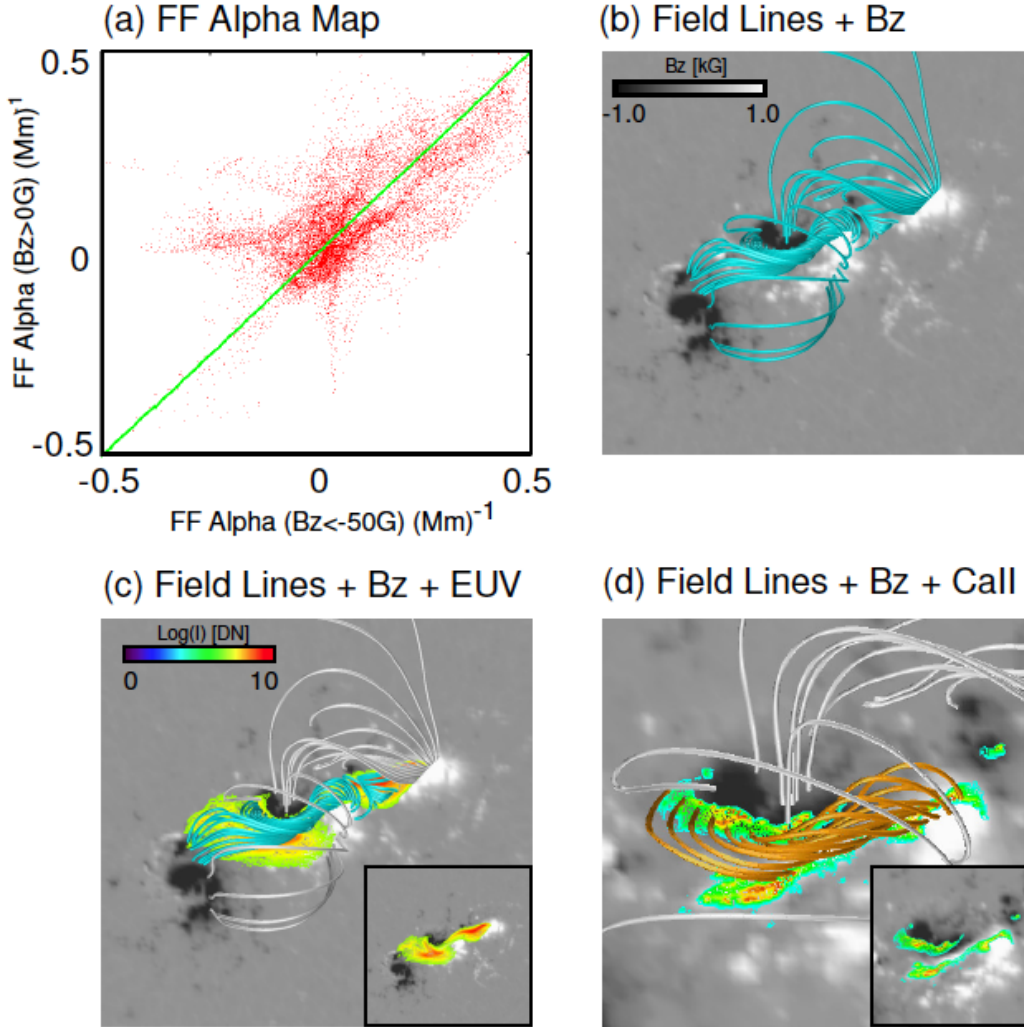 (a) FF Alpha Map
0.5
0
-0.5
FF Alpha (Bz>0G) (Mm)-1
-0.5 0 0.5
FF Alpha (Bz<-50G) (Mm)-1
(b) Field Lines + Bz
Bz [kG]
-1.0 1.0
(c) Field Lines + Bz + EUV
Log(I) [DN]
0 10
(d) Field Lines + Bz + CaII